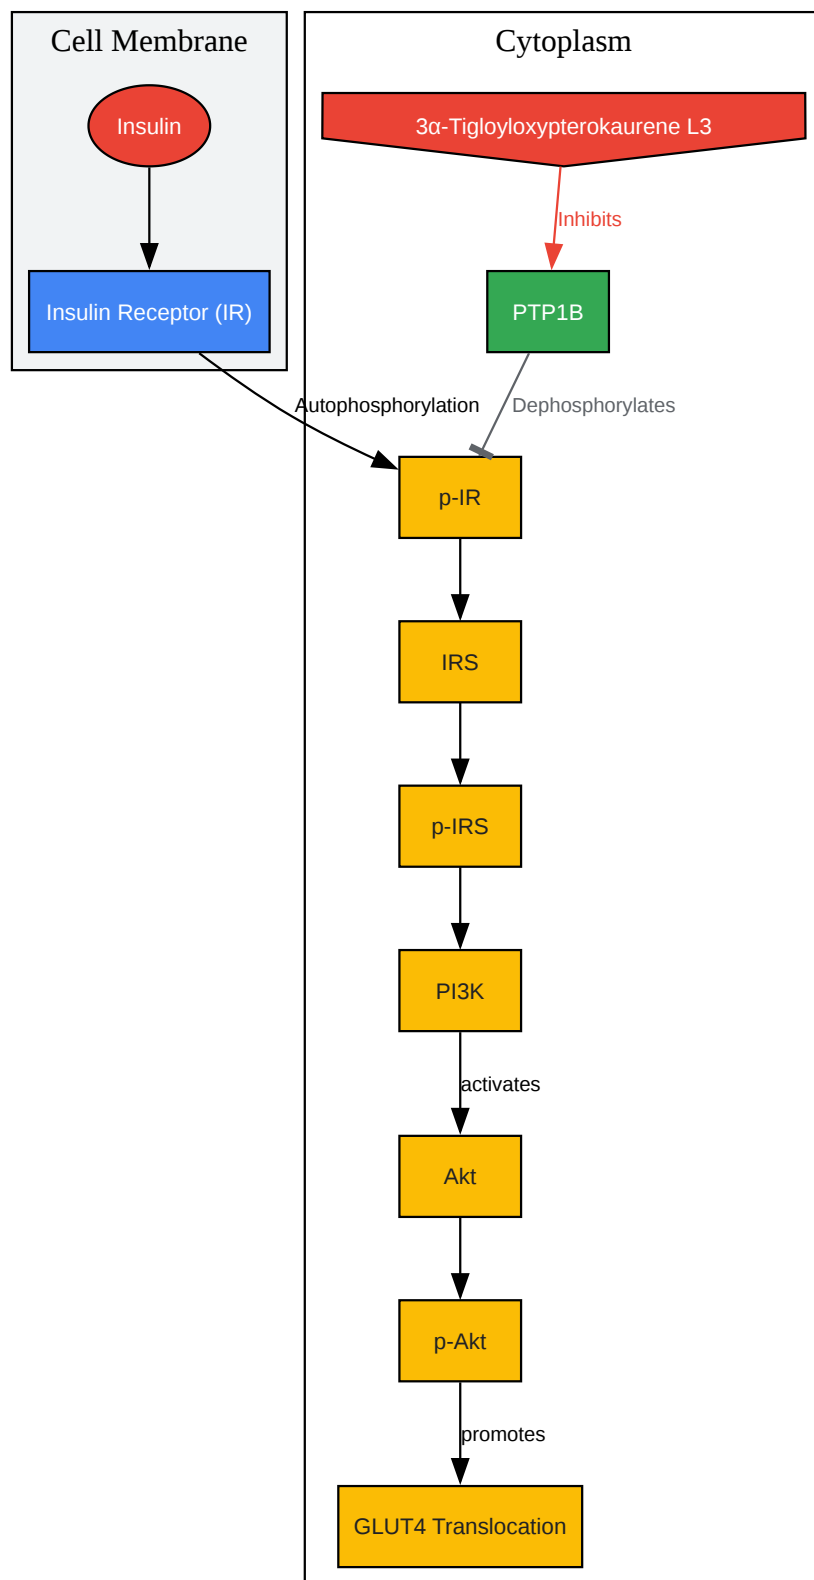 Cell Membrane
Cytoplasm
Insulin
3α-Tigloyloxypterokaurene L3
Inhibits
Insulin Receptor (IR)
PTP1B
Autophosphorylation
Dephosphorylates
p-IR
IRS
p-IRS
PI3K
activates
Akt
p-Akt
promotes
GLUT4 Translocation